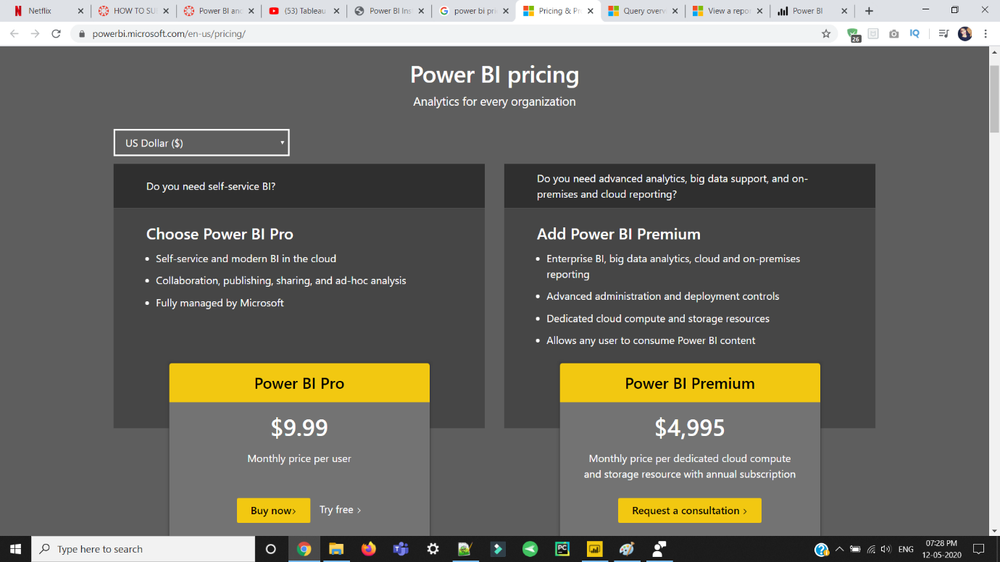 Netflix
HOW TO SU
Power BI an
(53) Tableau
Power BI Ins
power bi pri
Pricing & Pr
Query overv
View a repo
Power BI
powerbi.microsoft.com/en-us/pricing/
26
IQ
Power BI pricing
Analytics for every organization
US Dollar ($)
Do you need self-service BI?
Choose Power BI Pro
Self-service and modern BI in the cloud
Collaboration, publishing, sharing, and ad-hoc analysis
Fully managed by Microsoft
Power BI Pro
$9.99
Monthly price per user
Buy now›
Try free ›
Do you need advanced analytics, big data support, and on-
premises and cloud reporting?
Add Power BI Premium
Enterprise BI, big data analytics, cloud and on-premises
reporting
Advanced administration and deployment controls
Dedicated cloud compute and storage resources
Allows any user to consume Power BI content
Power BI Premium
$4,995
Monthly price per dedicated cloud compute
and storage resource with annual subscription
Request a consultation ›
Type here to search
PC
ENG
07:28 PM
12-05-2020